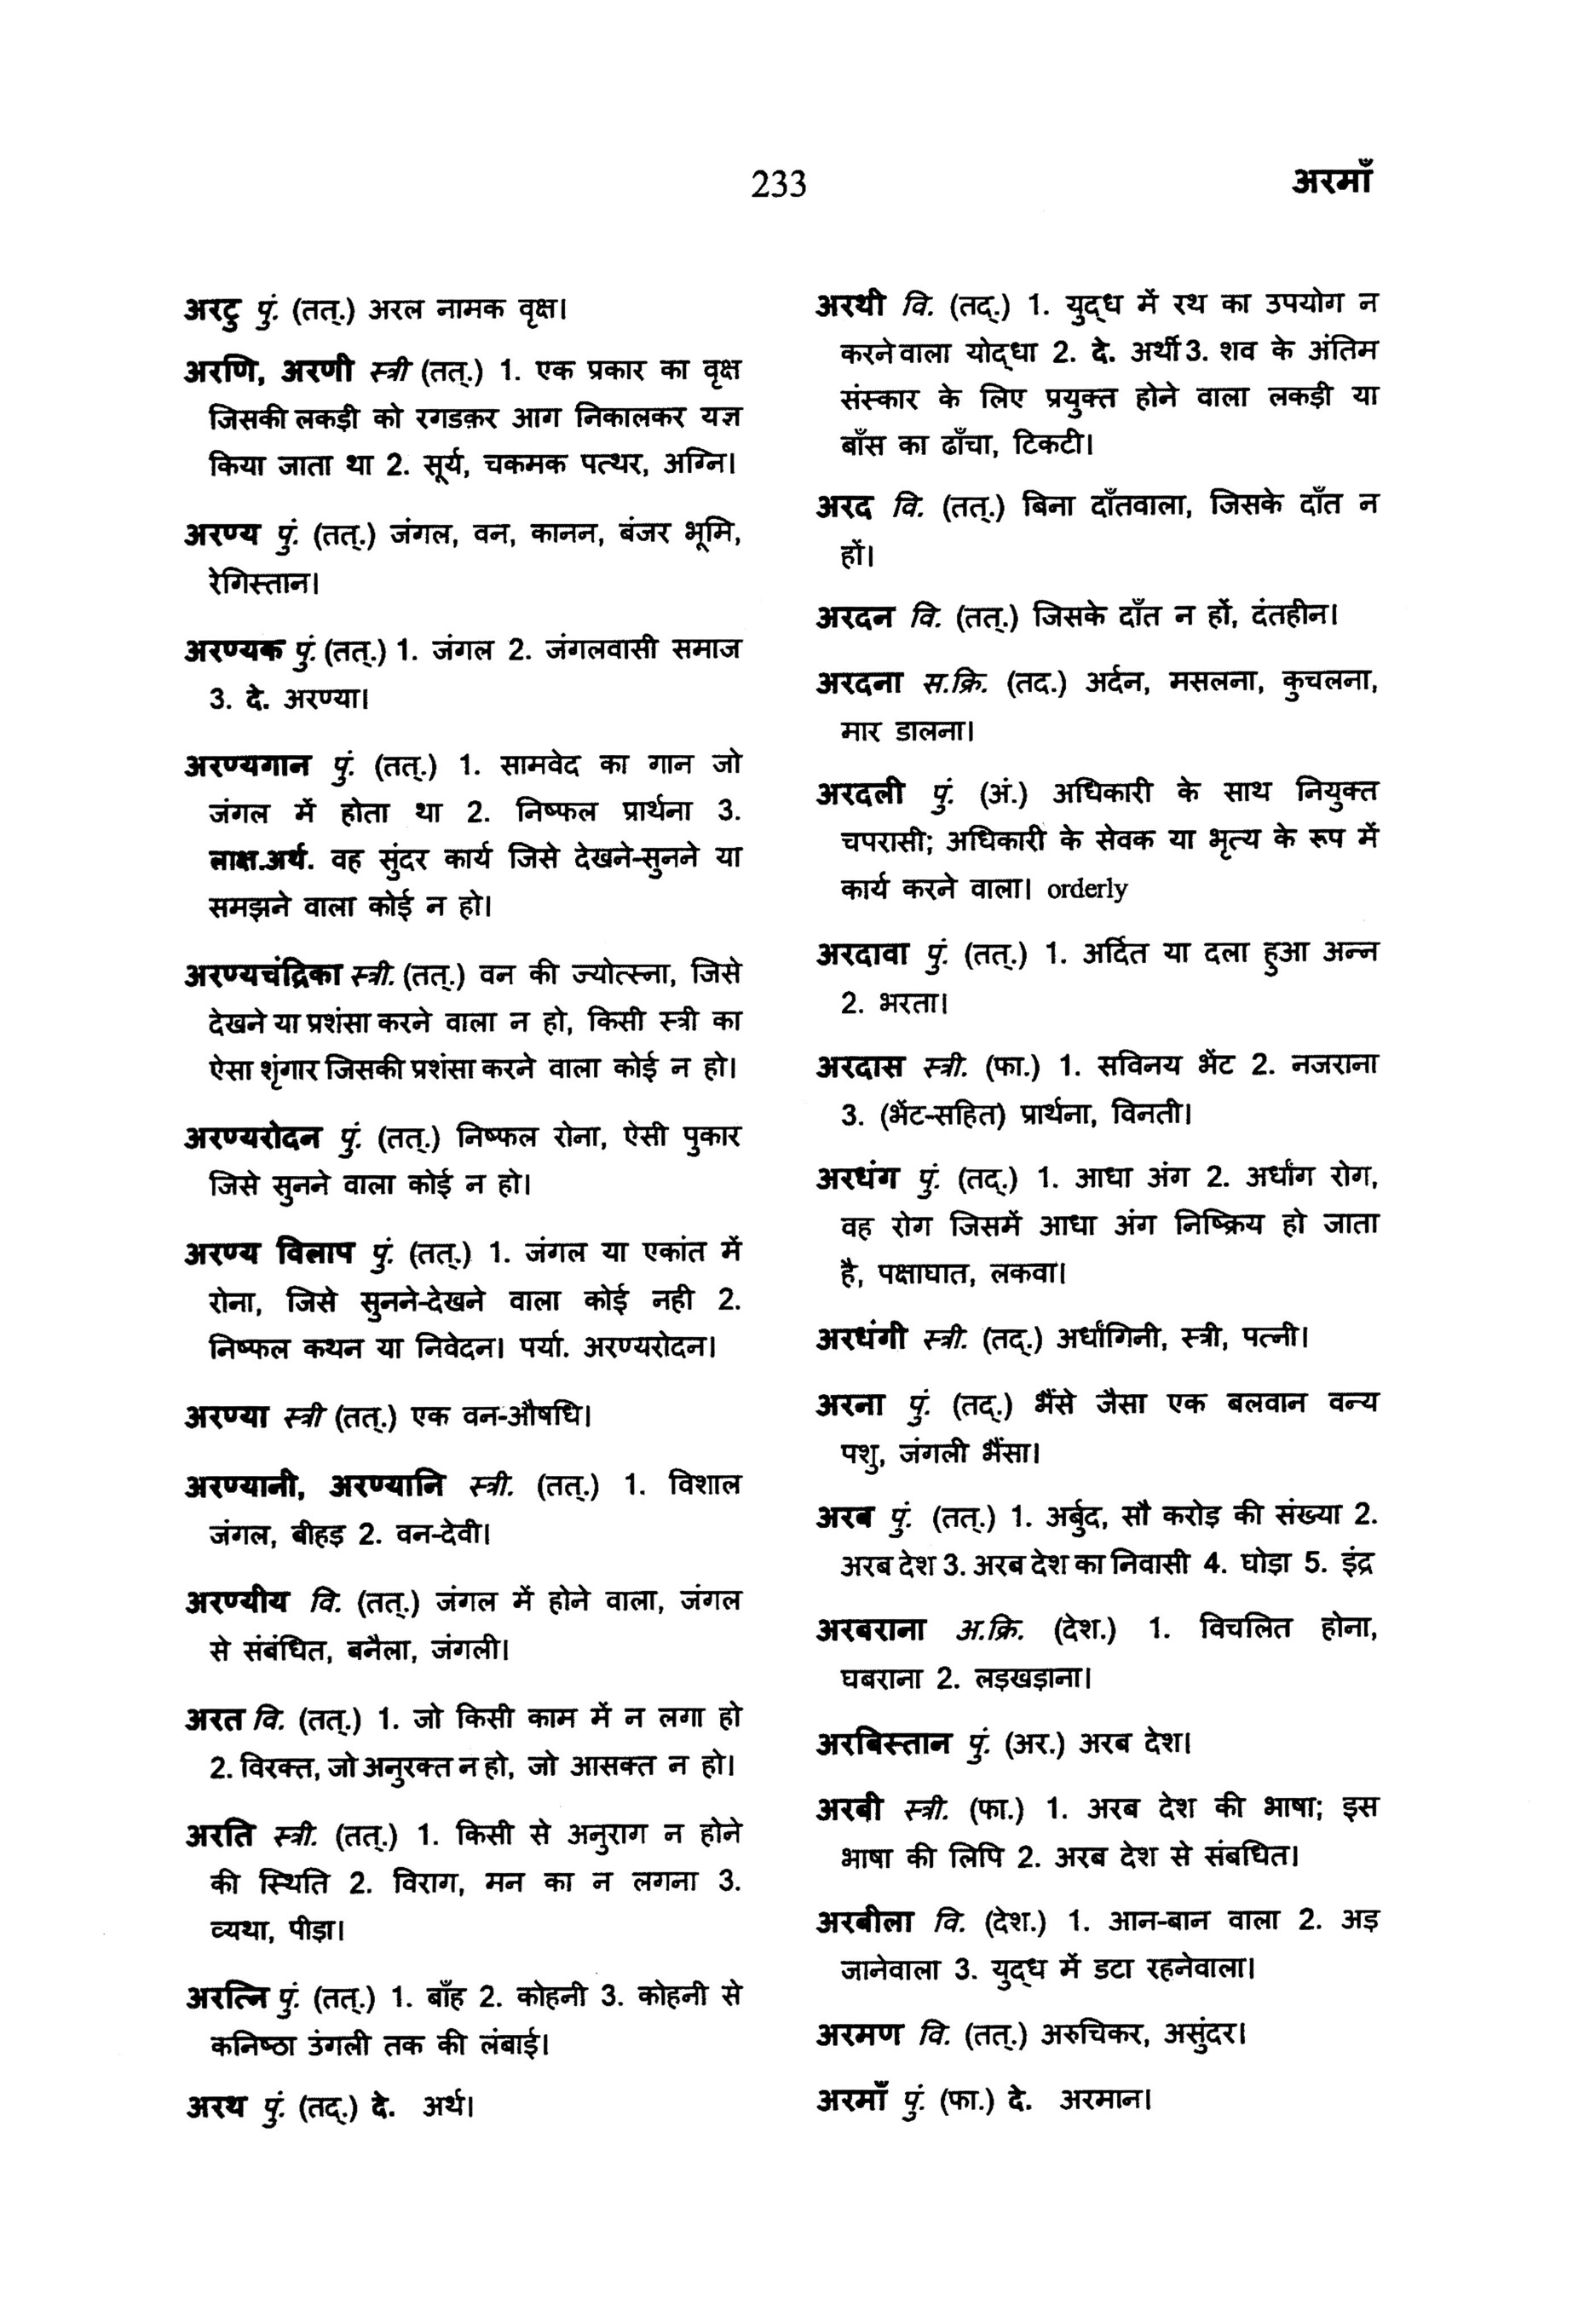 233
अरमाँ
अरटु पुं. (तत्.) अरल नामक वृक्ष।
अरणि, अरणी स्त्री (तत्.) 1. एक प्रकार का वृक्ष
जिसकी लकड़ी को रगडक़र आग निकालकर यज्ञ
किया जाता था 2. सूर्य, चकमक पत्थर, अग्नि।
अरण्य पुं. (तत्.) जंगल, वन, कानन, बंजर भूमि,
रेगिस्तान।
अरण्यक पुं. (तत्.) 1. जंगल 2. जंगलवासी समाज
3. दे. अरण्या।
अरण्यगान पुं. (तत्.) 1. सामवेद का गान जो
जंगल में होता था 2. निष्फल प्रार्थना 3.
लाक्ष.अर्थ. वह सुंदर कार्य जिसे देखने-सुनने या
समझने वाला कोई न हो।
अरण्यचंद्रिका स्त्री. (तत्.) वन की ज्योत्स्ना, जिसे
देखने या प्रशंसा करने वाला न हो, किसी स्त्री का
ऐसा शृंगार जिसकी प्रशंसा करने वाला कोई न हो।
अरण्यरोदन पुं. (तत्.) निष्फल रोना, ऐसी पुकार
जिसे सुनने वाला कोई न हो।
अरण्य विलाप पुं. (तत्.) 1. जंगल या एकांत में
रोना, जिसे सुनने-देखने वाला कोई नही 2.
निष्फल कथन या निवेदन। पर्या. अरण्यरोदन।
अरण्या स्त्री (तत्.) एक वन-औषधि।
अरण्यानी, अरण्यानि स्त्री. (तत्.) 1. विशाल
जंगल, बीहड़ 2. वन-देवी।
अरण्यीय वि. (तत्.) जंगल में होने वाला, जंगल
से संबंधित, बनैला, जंगली।
अरत वि. (तत्.) 1. जो किसी काम में न लगा हो
2. विरक्त, जो अनुरक्त न हो, जो आसक्त न हो।
अरति स्त्री. (तत्.) 1. किसी से अनुराग न होने
की स्थिति 2. विराग, मन का न लगना 3.
व्यथा, पीड़ा।
अरत्नि पुं. (तत्.) 1. बाँह 2. कोहनी 3. कोहनी से
कनिष्ठा उंगली तक की लंबाई।
अरथ पुं. (तद्.) दे. अर्थ।
अरथी वि. (तद्.) 1. युद्ध में रथ का उपयोग न
करने वाला योद्धा 2. दे. अर्थी 3. शव के अंतिम
संस्कार के लिए प्रयुक्त होने वाला लकड़ी या
बाँस का ढाँचा, टिकटी।
अरद वि. (तत्.) बिना दाँतवाला, जिसके दाँत न
हों।
अरदन वि. (तत्.) जिसके दाँत न हों, दंतहीन।
अरदना स.क्रि. (तद.) अर्दन, मसलना, कुचलना,
मार डालना।
अरदली पुं. (अं.) अधिकारी के साथ नियुक्त
चपरासी; अधिकारी के सेवक या भृत्य के रूप में
कार्य करने वाला। orderly
अरदावा पुं. (तत्.) 1. अर्दित या दला हुआ अन्न
2. भरता।
अरदास स्त्री. (फा.) 1. सविनय भेंट 2. नजराना
3. (भेंट-सहित) प्रार्थना, विनती।
अरधंग पुं. (तद्.) 1. आधा अंग 2. अर्धांग रोग,
वह रोग जिसमें आधा अंग निष्क्रिय हो जाता
है, पक्षाघात, लकवा।
अरधंगी स्त्री. (तद्.) अर्धांगिनी, स्त्री, पत्नी।
अरना पुं. (तद्.) भैंसे जैसा एक बलवान वन्य
पशु, जंगली भैंसा।
अरब पुं. (तत्.) 1. अर्बुद, सौ करोड़ की संख्या 2.
अरब देश 3. अरब देश का निवासी 4. घोड़ा 5. इंद्र
अरबराना अ.क्रि. (देश.) 1. विचलित होना,
घबराना 2. लड़खड़ाना।
अरबिस्तान पुं. (अर.) अरब देश।
अरबी स्त्री. (फा.) 1. अरब देश की भाषा; इस
भाषा की लिपि 2. अरब देश से संबधित।
अरबीला वि. (देश.) 1. आन-बान वाला 2. अड़
जानेवाला 3. युद्ध में डटा रहनेवाला।
अरमण वि. (तत्.) अरुचिकर, असुंदर।
अरमाँ पुं. (फा.) दे. अरमान।